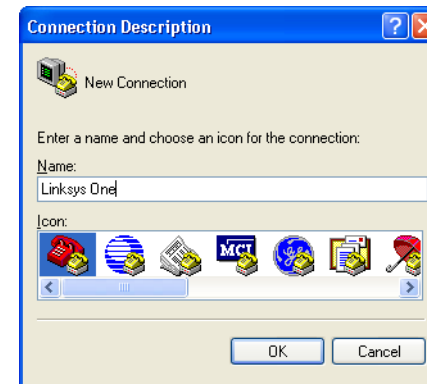 Connection Description
New Connection
Enter a name and choose an icon for the connection:
Name:
Linksys One
Icon:
MCI
OK Cancel